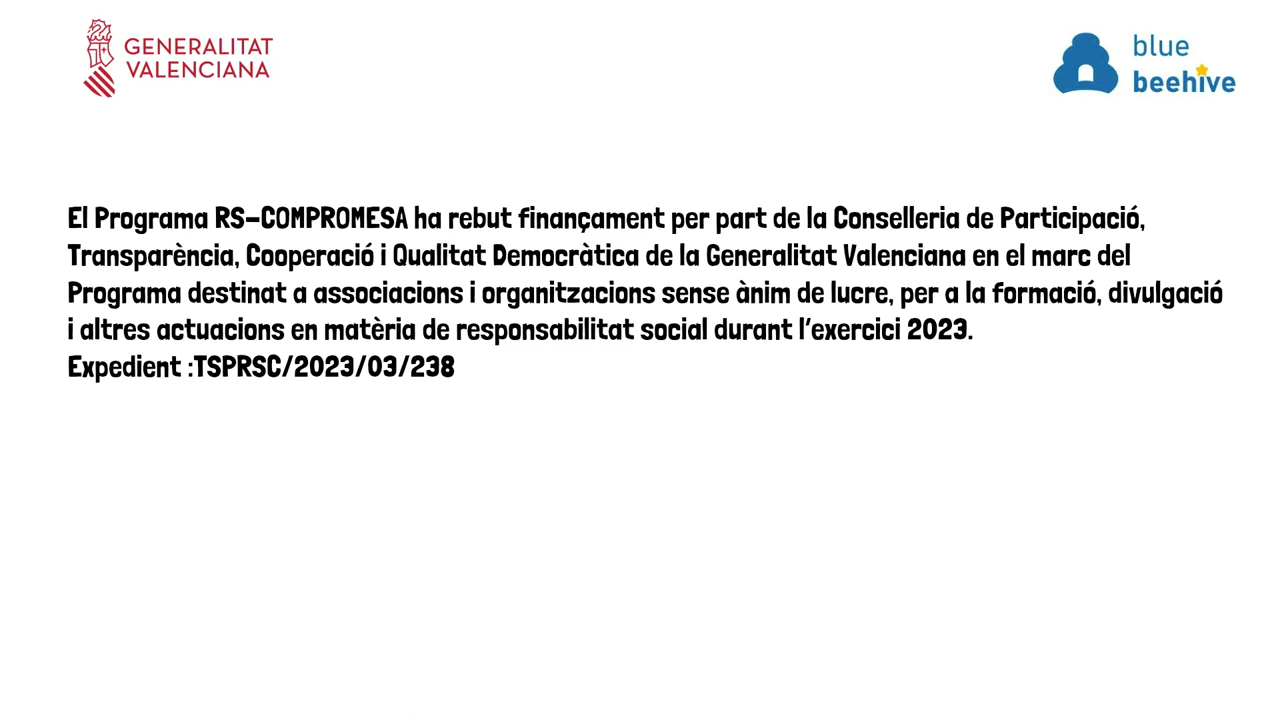 GENERALITAT
VALENCIANA
blue
beehive
El Programa RS-COMPROMESA ha rebut finançament per part de la Conselleria de Participació,
Transparència, Cooperació i Qualitat Democràtica de la Generalitat Valenciana en el marc del
Programa destinat a associacions i organitzacions sense ànim de lucre, per a la formació, divulgació
i altres actuacions en matèria de responsabilitat social durant l'exercici 2023.
Expedient :TSPRSC/2023/03/238